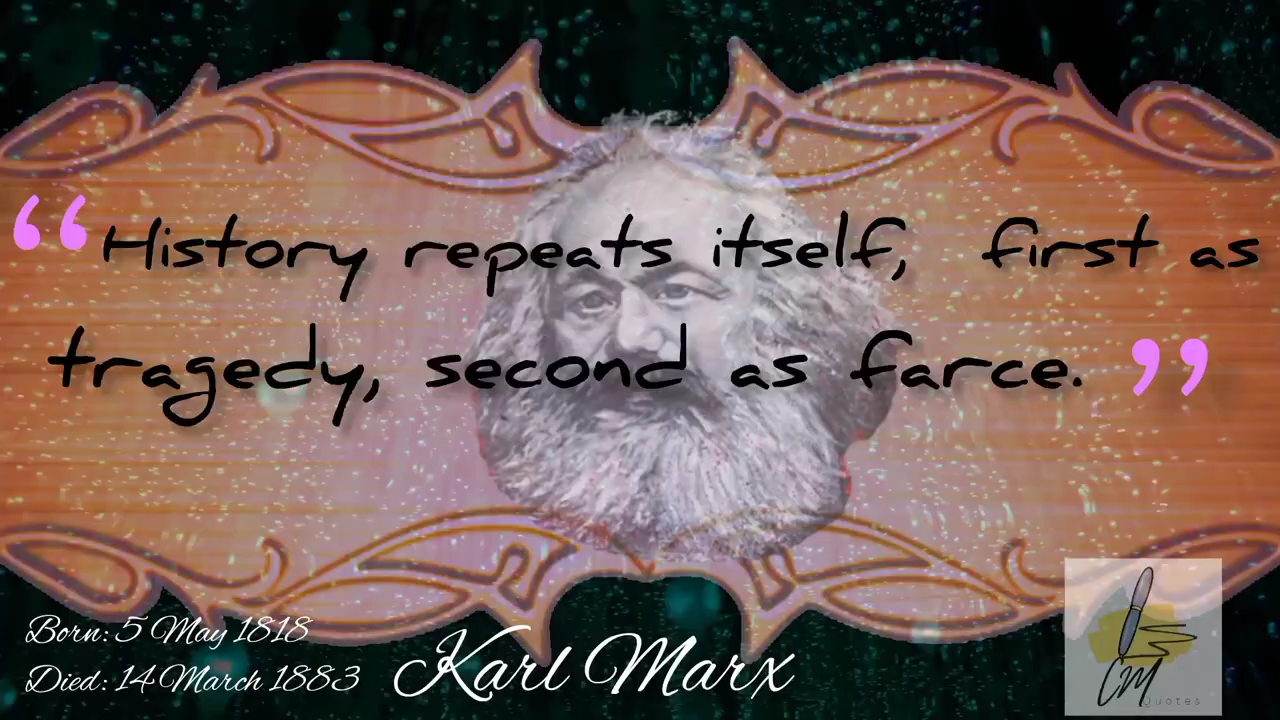 “History repeats itself, first as
tragedy, second as farce.”
Born: 5 May 1818
Died: 14 March 1883
Karl Marx
CM
Quotes